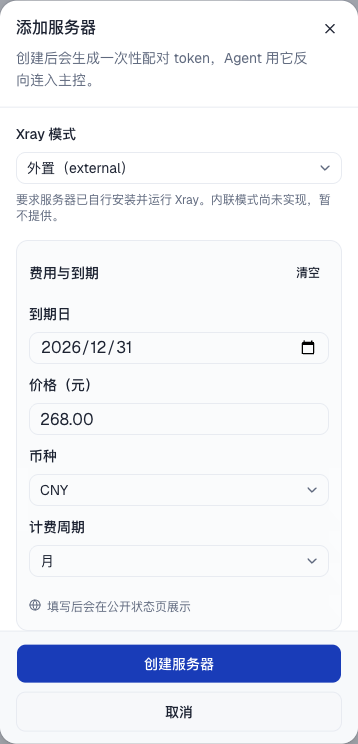 添加服务器
创建后会生成一次性配对 token，Agent 用它反
向连入主控。
Xray 模式
外置（external）
要求服务器已自行安装并运行 Xray。内联模式尚未实现，暂
不提供。
费用与到期
清空
到期日
2026/12/31
价格（元）
268.00
币种
CNY
计费周期
月
填写后会在公开状态页展示
创建服务器
取消